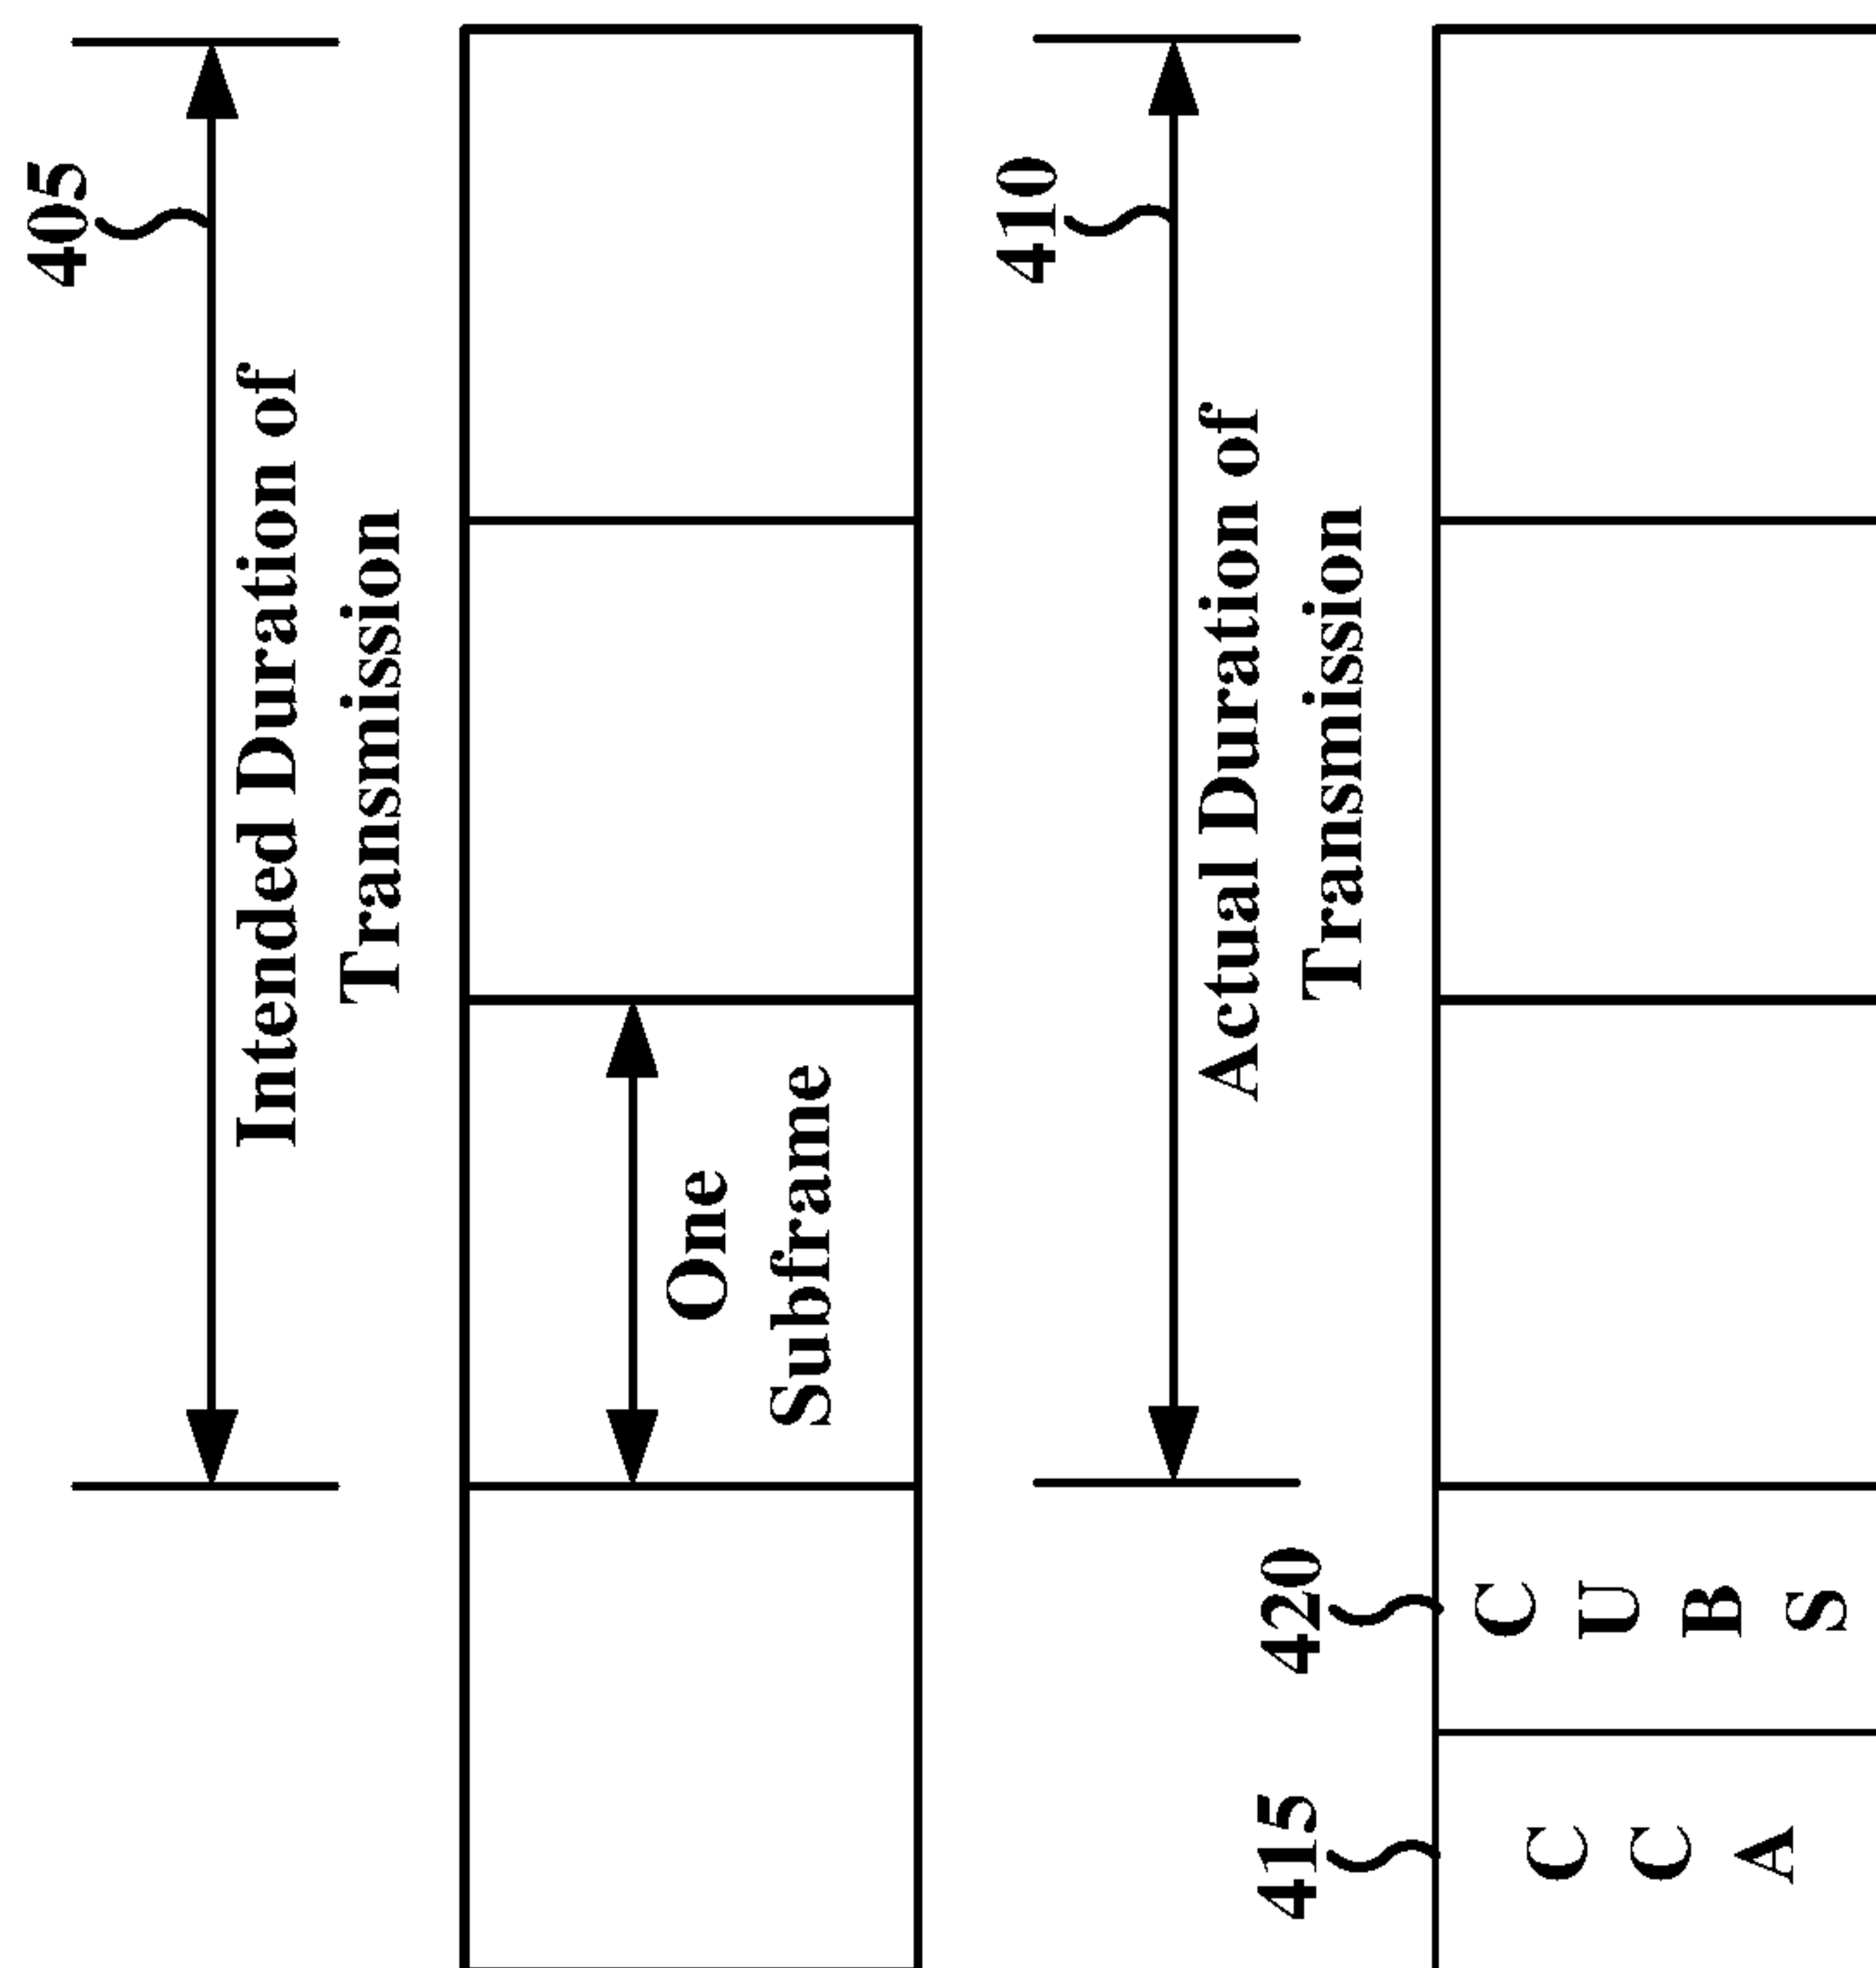 405
Intended Duration of
Transmission
One
Subframe
410
Actual Duration of
Transmission
415
CCA
420
CUBS